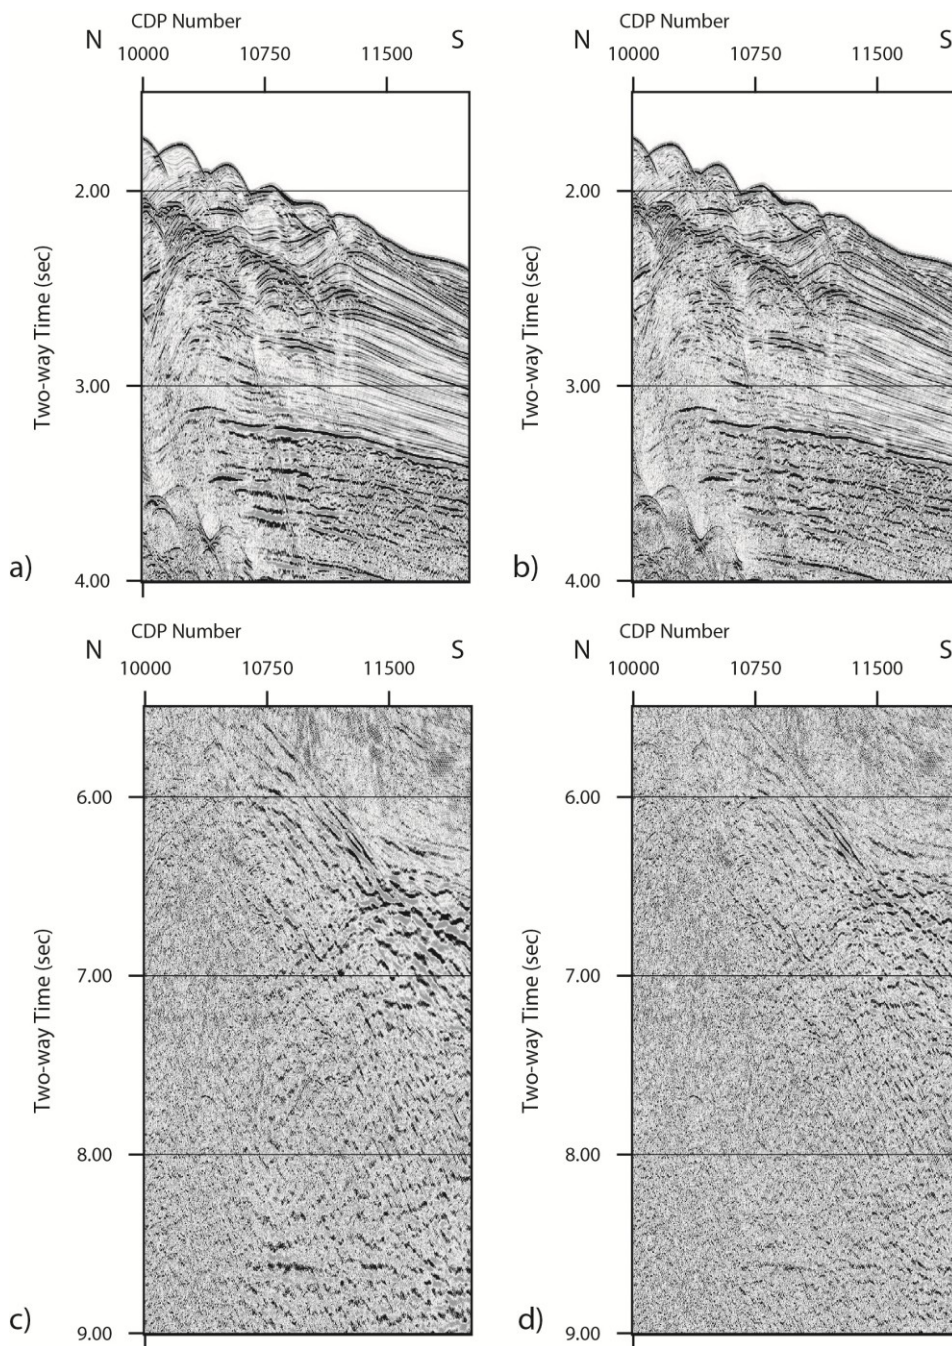 CDP Number
N S
10000 10750 11500
2.00
3.00
4.00
Two-way Time (sec)
a)
CDP Number
N S
10000 10750 11500
2.00
3.00
4.00
Two-way Time (sec)
b)
CDP Number
N S
10000 10750 11500
6.00
7.00
8.00
9.00
Two-way Time (sec)
c)
CDP Number
N S
10000 10750 11500
6.00
7.00
8.00
9.00
Two-way Time (sec)
d)